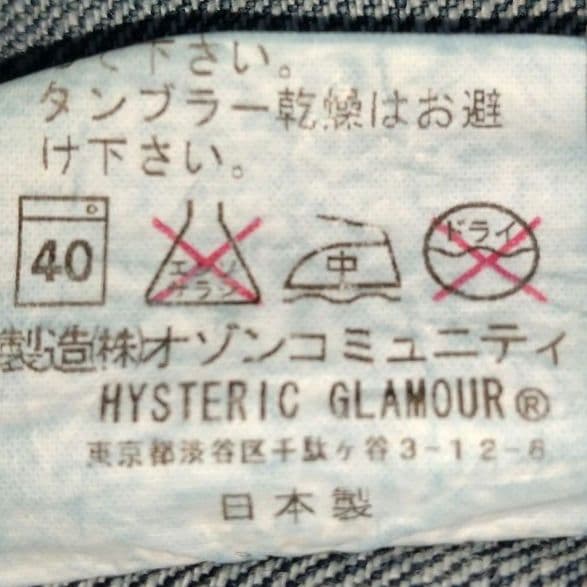 て下さい。
タンブラー乾燥はお避
け下さい。
40 エンソサラシ 中 ドライ
製造㈱オゾンコミュニティ
HYSTERIC GLAMOUR®
東京都渋谷区千駄ヶ谷3-12-6
日本製